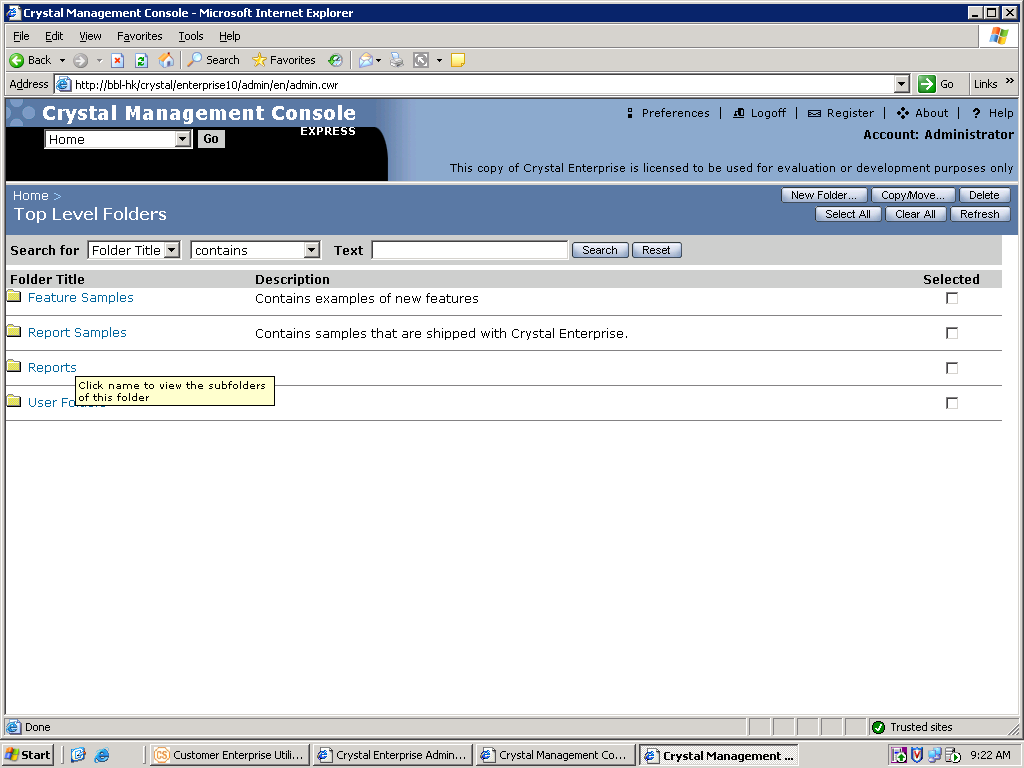 Crystal Management Console - Microsoft Internet Explorer
File Edit View Favorites Tools Help
Back Search Favorites
Address http://bbl-hk/crystal/enterprise10/admin/en/admin.cwr Go Links »
Crystal Management Console
EXPRESS
Home Go
Preferences | Logoff | Register | About | ? Help
Account: Administrator
This copy of Crystal Enterprise is licensed to be used for evaluation or development purposes only
Home >
Top Level Folders
New Folder... Copy/Move... Delete
Select All Clear All Refresh
Search for Folder Title contains Text Search Reset
Folder Title Description Selected
Feature Samples Contains examples of new features
Report Samples Contains samples that are shipped with Crystal Enterprise.
Reports
Click name to view the subfolders
of this folder
User
Done Trusted sites
Start Customer Enterprise Utili... Crystal Enterprise Admin... Crystal Management Co... Crystal Management ... 9:22 AM